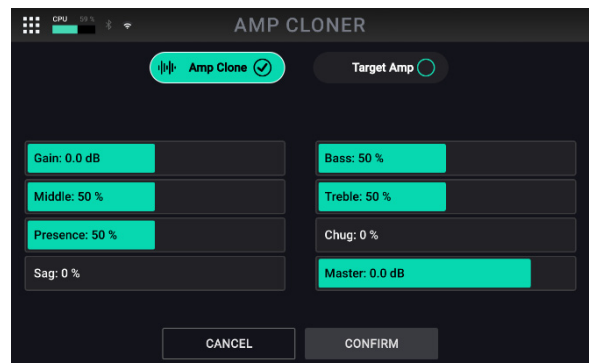 CPU 59 %
AMP CLONER
Amp Clone
Target Amp
Gain: 0.0 dB
Bass: 50 %
Middle: 50 %
Treble: 50 %
Presence: 50 %
Chug: 0 %
Sag: 0 %
Master: 0.0 dB
CANCEL
CONFIRM